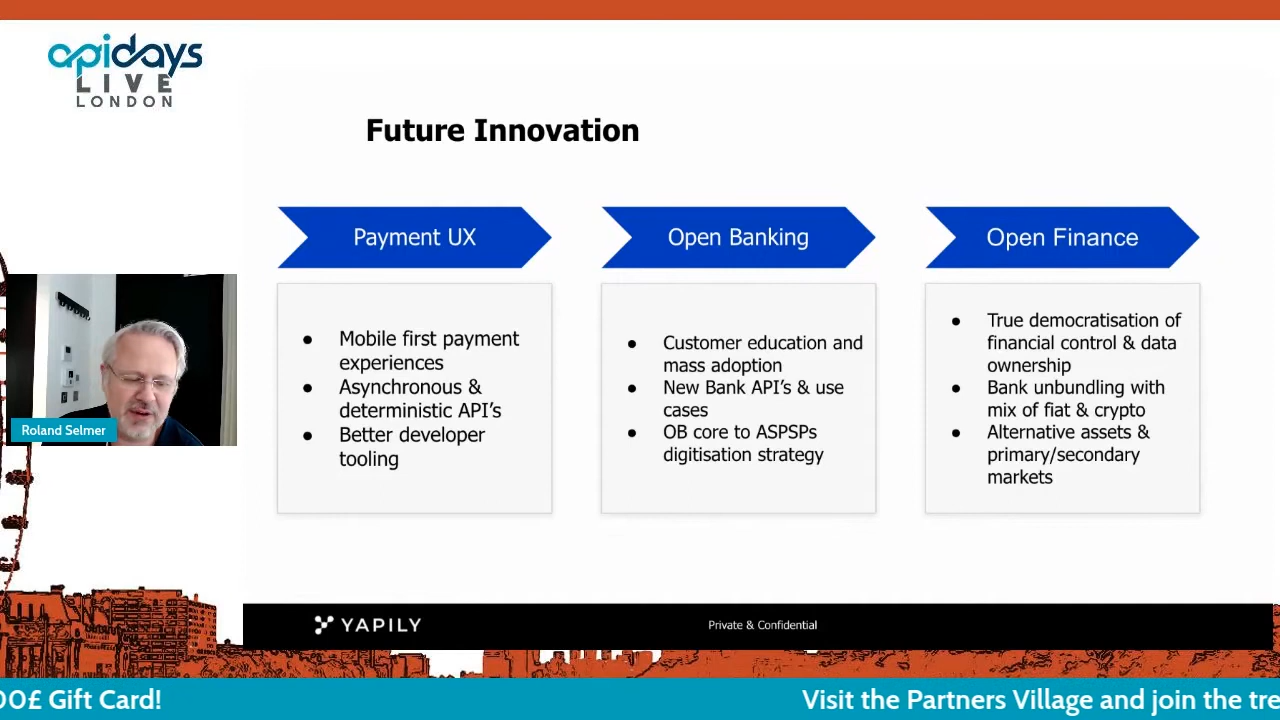 apidays
LIVE
LONDON
Future Innovation
Payment UX
Open Banking
Open Finance
● Mobile first payment
experiences
● Asynchronous &
deterministic API's
● Better developer
tooling
● Customer education and
mass adoption
● New Bank API's & use
cases
● OB core to ASPSPs
digitisation strategy
● True democratisation of
financial control & data
ownership
● Bank unbundling with
mix of fiat & crypto
● Alternative assets &
primary/secondary
markets
Roland Selmer
YAPILY
Private & Confidential
00£ Gift Card!
Visit the Partners Village and join the tre